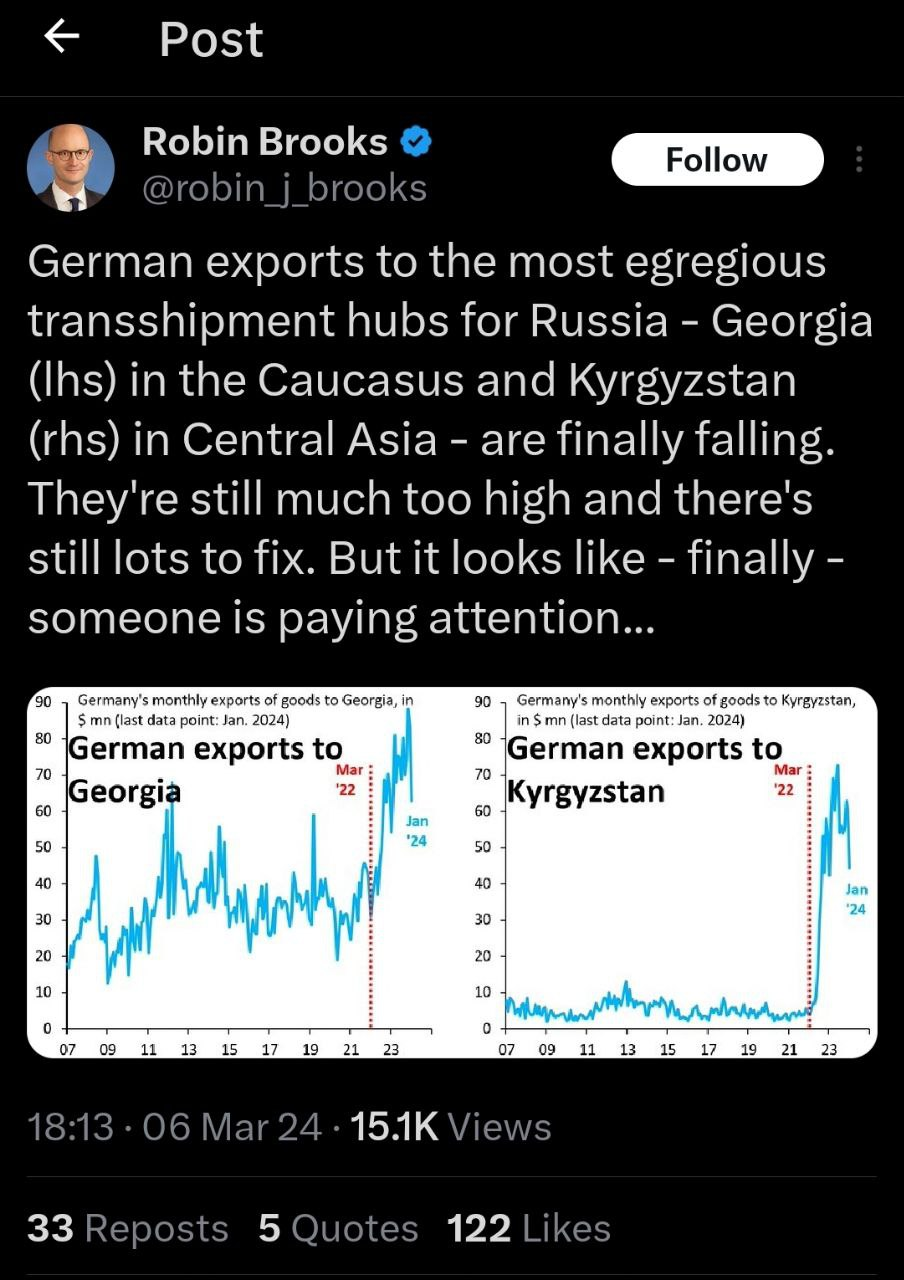 Post
Robin Brooks
@robin_j_brooks
Follow
German exports to the most egregious
transshipment hubs for Russia – Georgia
(lhs) in the Caucasus and Kyrgyzstan
(rhs) in Central Asia – are finally falling.
They're still much too high and there's
still lots to fix. But it looks like – finally –
someone is paying attention...
Germany's monthly exports of goods to Georgia, in
$ mn (last data point: Jan. 2024)
German exports to
Georgia
Mar
'22
Jan
'24
90
80
70
60
50
40
30
20
10
0
07 09 11 13 15 17 19 21 23
Germany's monthly exports of goods to Kyrgyzstan,
in $ mn (last data point: Jan. 2024)
German exports to
Kyrgyzstan
Mar
'22
Jan
'24
90
80
70
60
50
40
30
20
10
0
07 09 11 13 15 17 19 21 23
18:13 · 06 Mar 24 · 15.1K Views
33 Reposts 5 Quotes 122 Likes